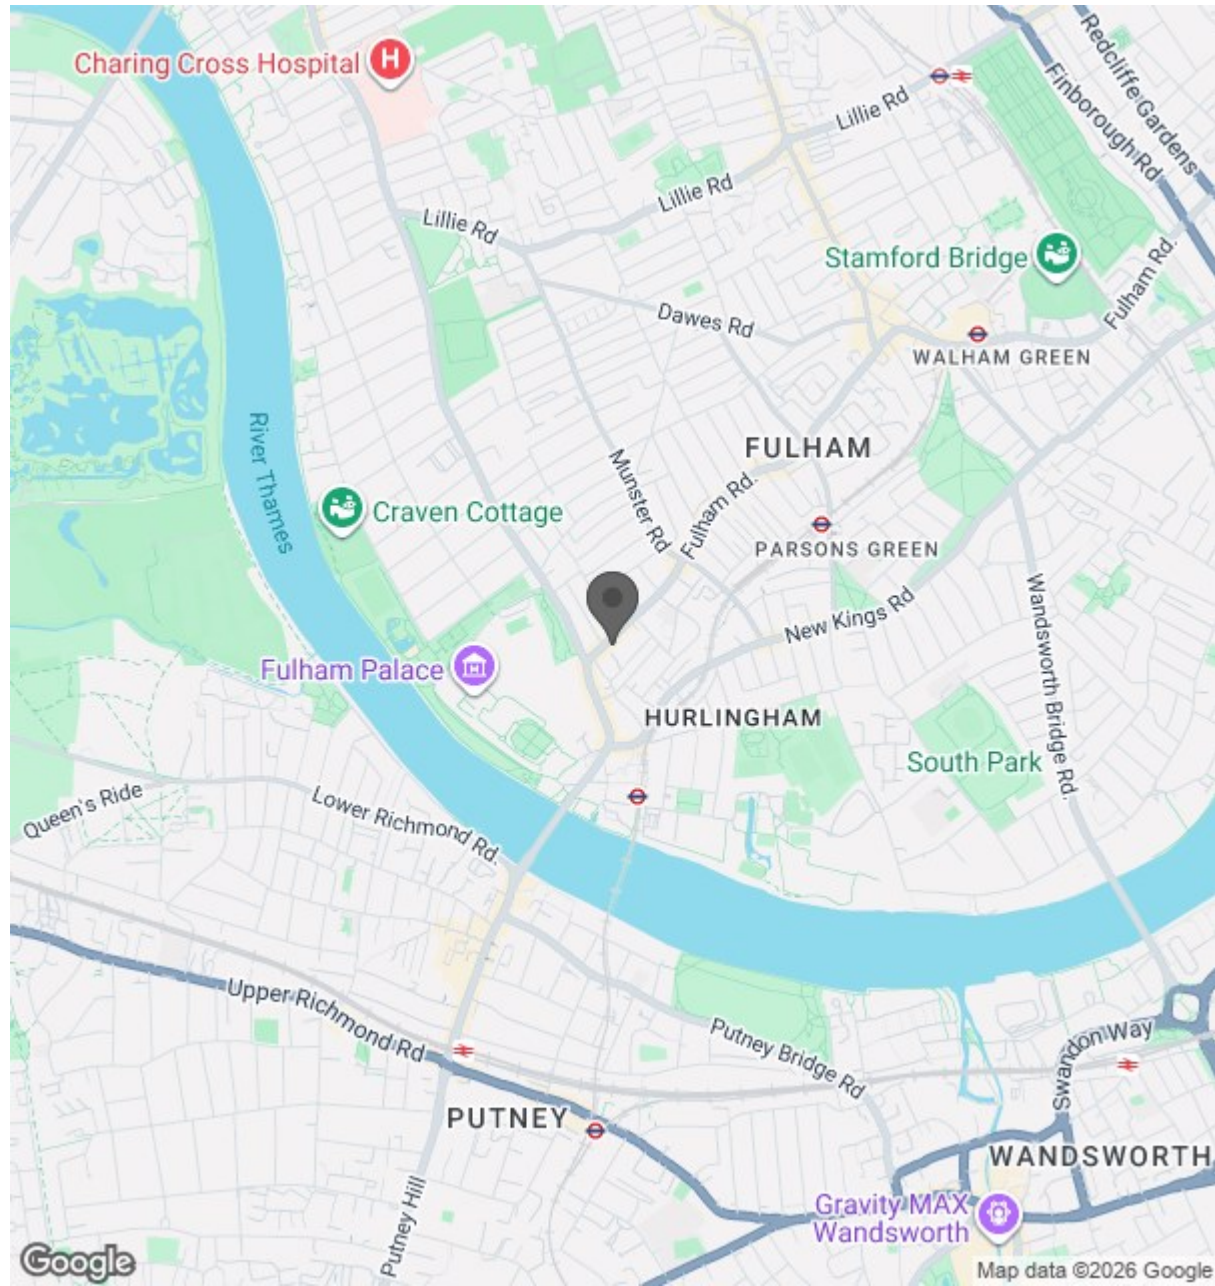 Charing Cross Hospital
H
Redcliffe Gardens
Finborough Rd
Lillie Rd
Lillie Rd
Lillie Rd
Stamford Bridge
Fulham Rd.
Dawes Rd
WALHAM GREEN
River Thames
FULHAM
Munster Rd
Fulham Rd.
Craven Cottage
PARSONS GREEN
Wandsworth Bridge Rd.
New Kings Rd
Fulham Palace
HURLINGHAM
South Park
Queen's Ride
Lower Richmond Rd.
Upper Richmond Rd
Putney Bridge Rd
Swandon Way
PUTNEY
WANDSWORTH
Putney Hill
Gravity MAX
Wandsworth
Google
Map data ©2026 Google